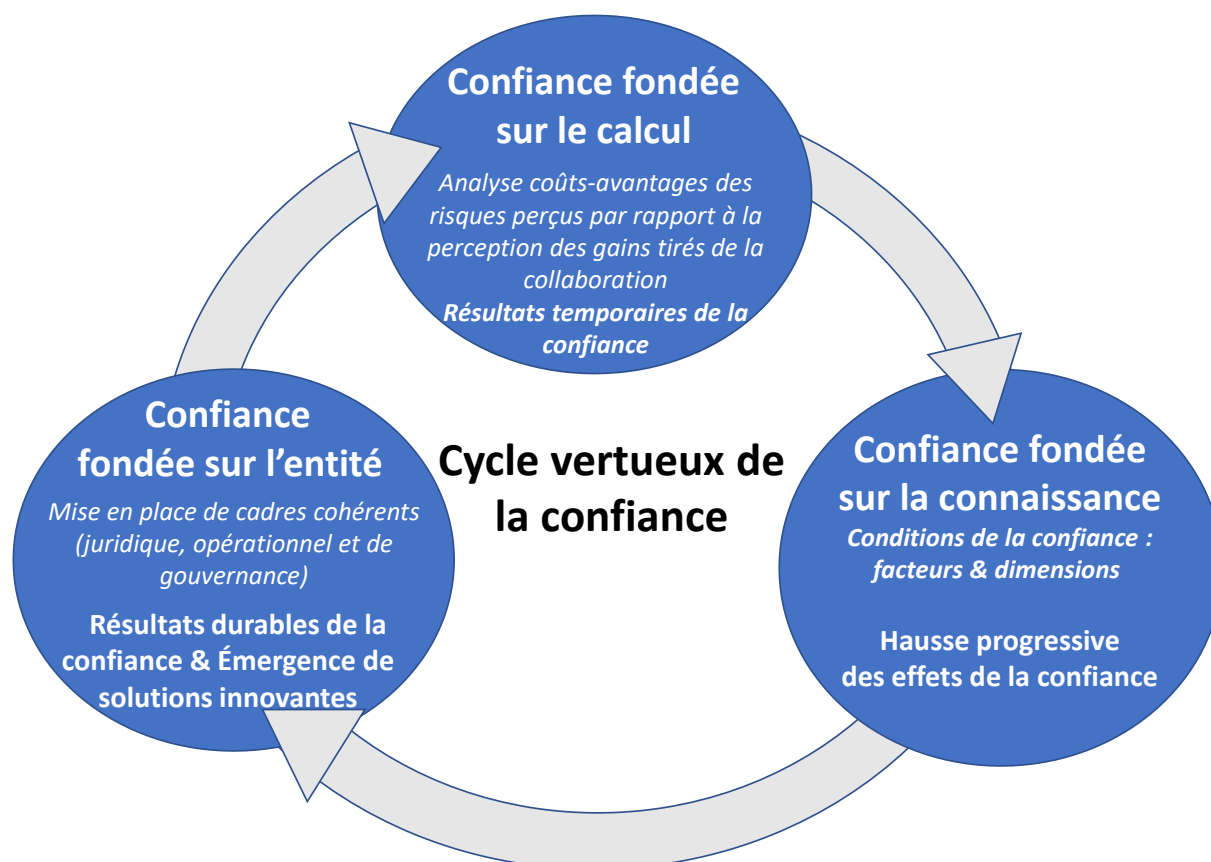 Confiance fondée
sur le calcul
Analyse coûts-avantages des
risques perçus par rapport à la
perception des gains tirés de la
collaboration
Résultats temporaires de la
confiance
Confiance
fondée sur l’entité
Mise en place de cadres cohérents
(juridique, opérationnel et de
gouvernance)
Résultats durables de la
confiance & Émergence de
solutions innovantes
Cycle vertueux de
la confiance
Confiance fondée
sur la connaissance
Conditions de la confiance :
facteurs & dimensions
Hausse progressive
des effets de la confiance